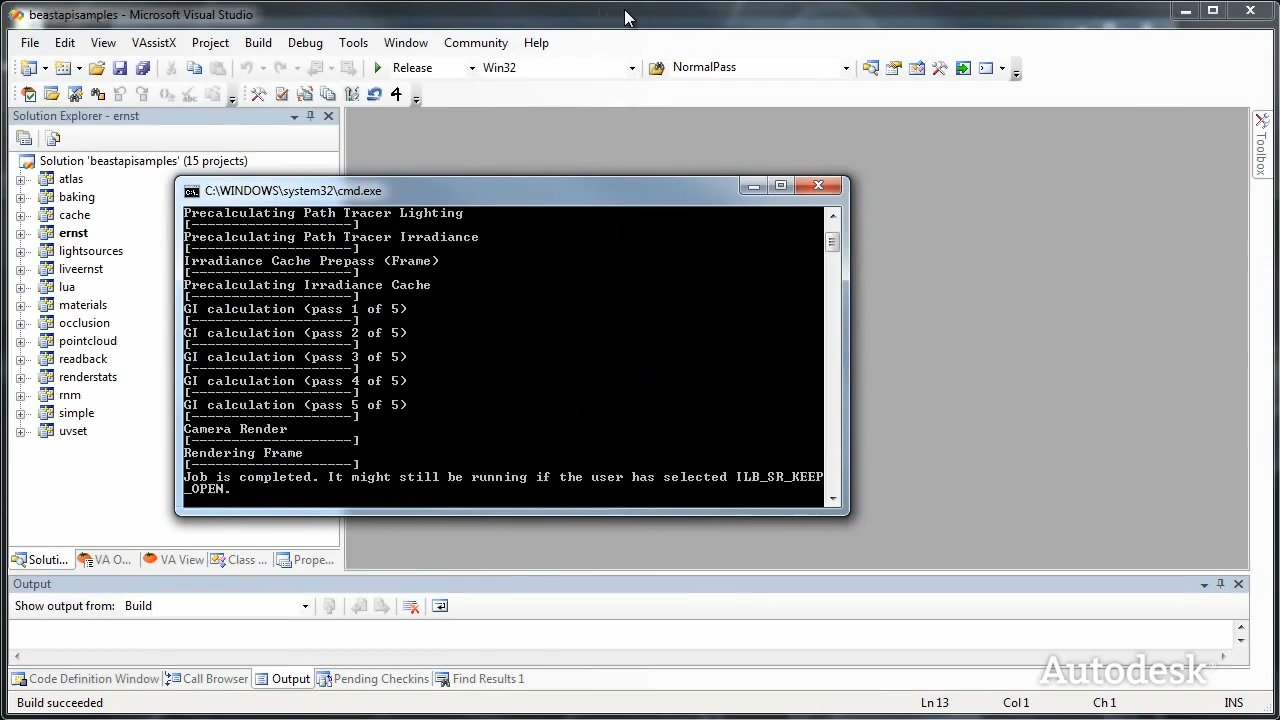 beastapisamples - Microsoft Visual Studio
File Edit View VAssistX Project Build Debug Tools Window Community Help
Release Win32 NormalPass
Solution Explorer - ernst
Toolbox
Solution 'beastapisamples' (15 projects)
atlas
baking
cache
ernst
lightsources
liveernst
lua
materials
occlusion
pointcloud
readback
renderstats
rnm
simple
uvset
C:\WINDOWS\system32\cmd.exe
Precalculating Path Tracer Lighting
[--------------------]
Precalculating Path Tracer Irradiance
[--------------------]
Irradiance Cache Prepass (Frame)
[--------------------]
Precalculating Irradiance Cache
[--------------------]
GI calculation (pass 1 of 5)
[--------------------]
GI calculation (pass 2 of 5)
[--------------------]
GI calculation (pass 3 of 5)
[--------------------]
GI calculation (pass 4 of 5)
[--------------------]
GI calculation (pass 5 of 5)
[--------------------]
Camera Render
[--------------------]
Rendering Frame
[--------------------]
Job is completed. It might still be running if the user has selected ILB_SR_KEEP
_OPEN.
Soluti... VA O... VA View Class ... Prope...
Output
Show output from: Build
Code Definition Window Call Browser Output Pending Checkins Find Results 1
Autodesk
Build succeeded Ln 13 Col 1 Ch 1 INS